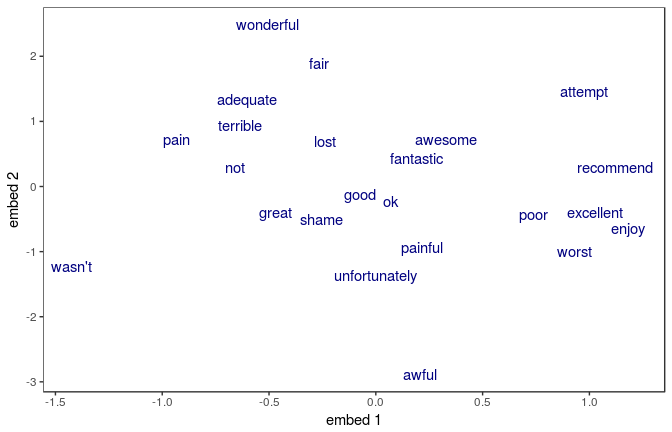 wonderful
2
fair
attempt
adequate
1
terrible
pain
lost
awesome
fantastic
not
recommend
0
good
ok
great
shame
poor
excellent
enjoy
embed 2
-1
painful
worst
wasn't
unfortunately
-2
awful
-3
-1.5 -1.0 -0.5 0.0 0.5 1.0
embed 1